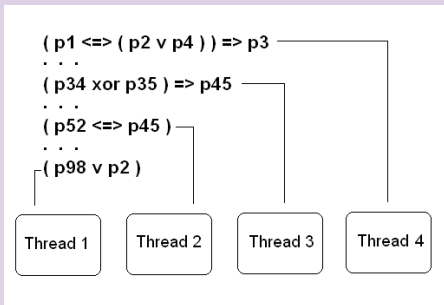 ( p1 <=> ( p2 v p4 ) ) => p3
. . .
( p34 xor p35 ) => p45
. . .
( p52 <=> p45 )
. . .
( p98 v p2 )
Thread 1
Thread 2
Thread 3
Thread 4